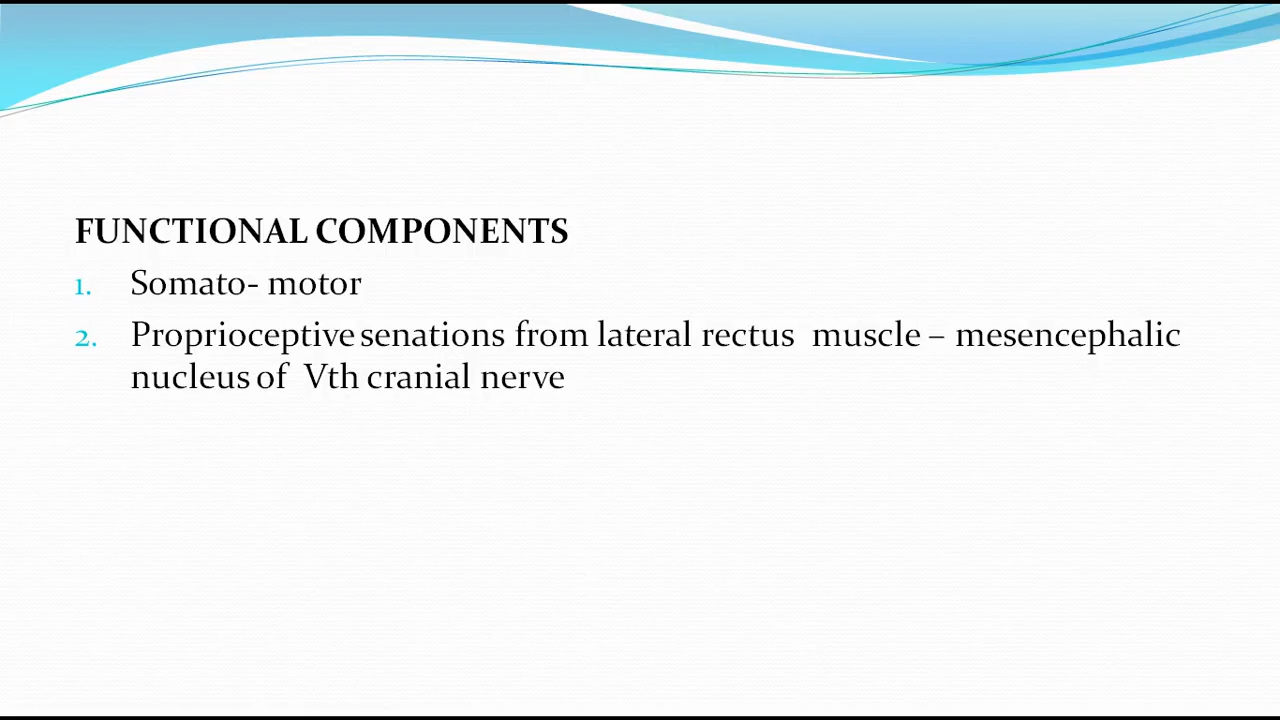 FUNCTIONAL COMPONENTS
1. Somato- motor
2. Proprioceptive senations from lateral rectus muscle – mesencephalic
nucleus of Vth cranial nerve